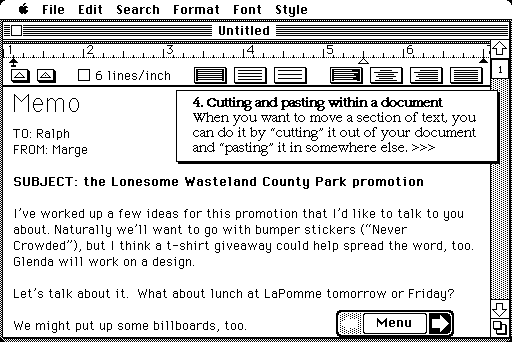 File Edit Search Format Font Style
Untitled
1 2 3 4 5 6
6 lines/inch
1
Memo
4. Cutting and pasting within a document
When you want to move a section of text, you
can do it by “cutting” it out of your document
and “pasting” it in somewhere else. >>>
TO: Ralph
FROM: Marge
SUBJECT: the Lonesome Wasteland County Park promotion
I’ve worked up a few ideas for this promotion that I’d like to talk to you
about. Naturally we’ll want to go with bumper stickers (“Never
Crowded”), but I think a t-shirt giveaway could help spread the word, too.
Glenda will work on a design.
Let’s talk about it. What about lunch at LaPomme tomorrow or Friday?
We might put up some billboards, too.
Menu